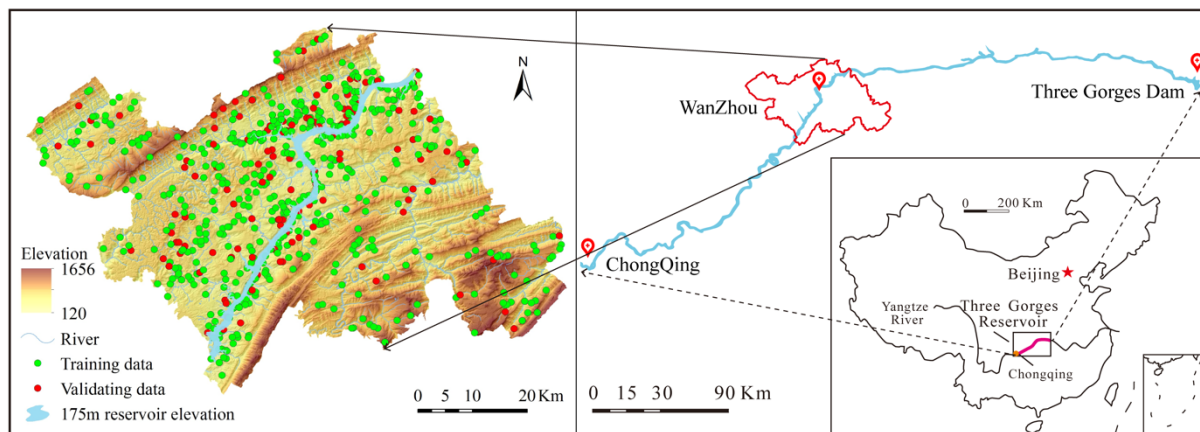 N
Elevation
1656
120
River
Training data
Validating data
175m reservoir elevation
0 5 10 20 Km
WanZhou
Three Gorges Dam
ChongQing
0 15 30 60 90 Km
0 200 Km
Beijing
Yangtze
River
Three Gorges
Reservoir
Chongqing